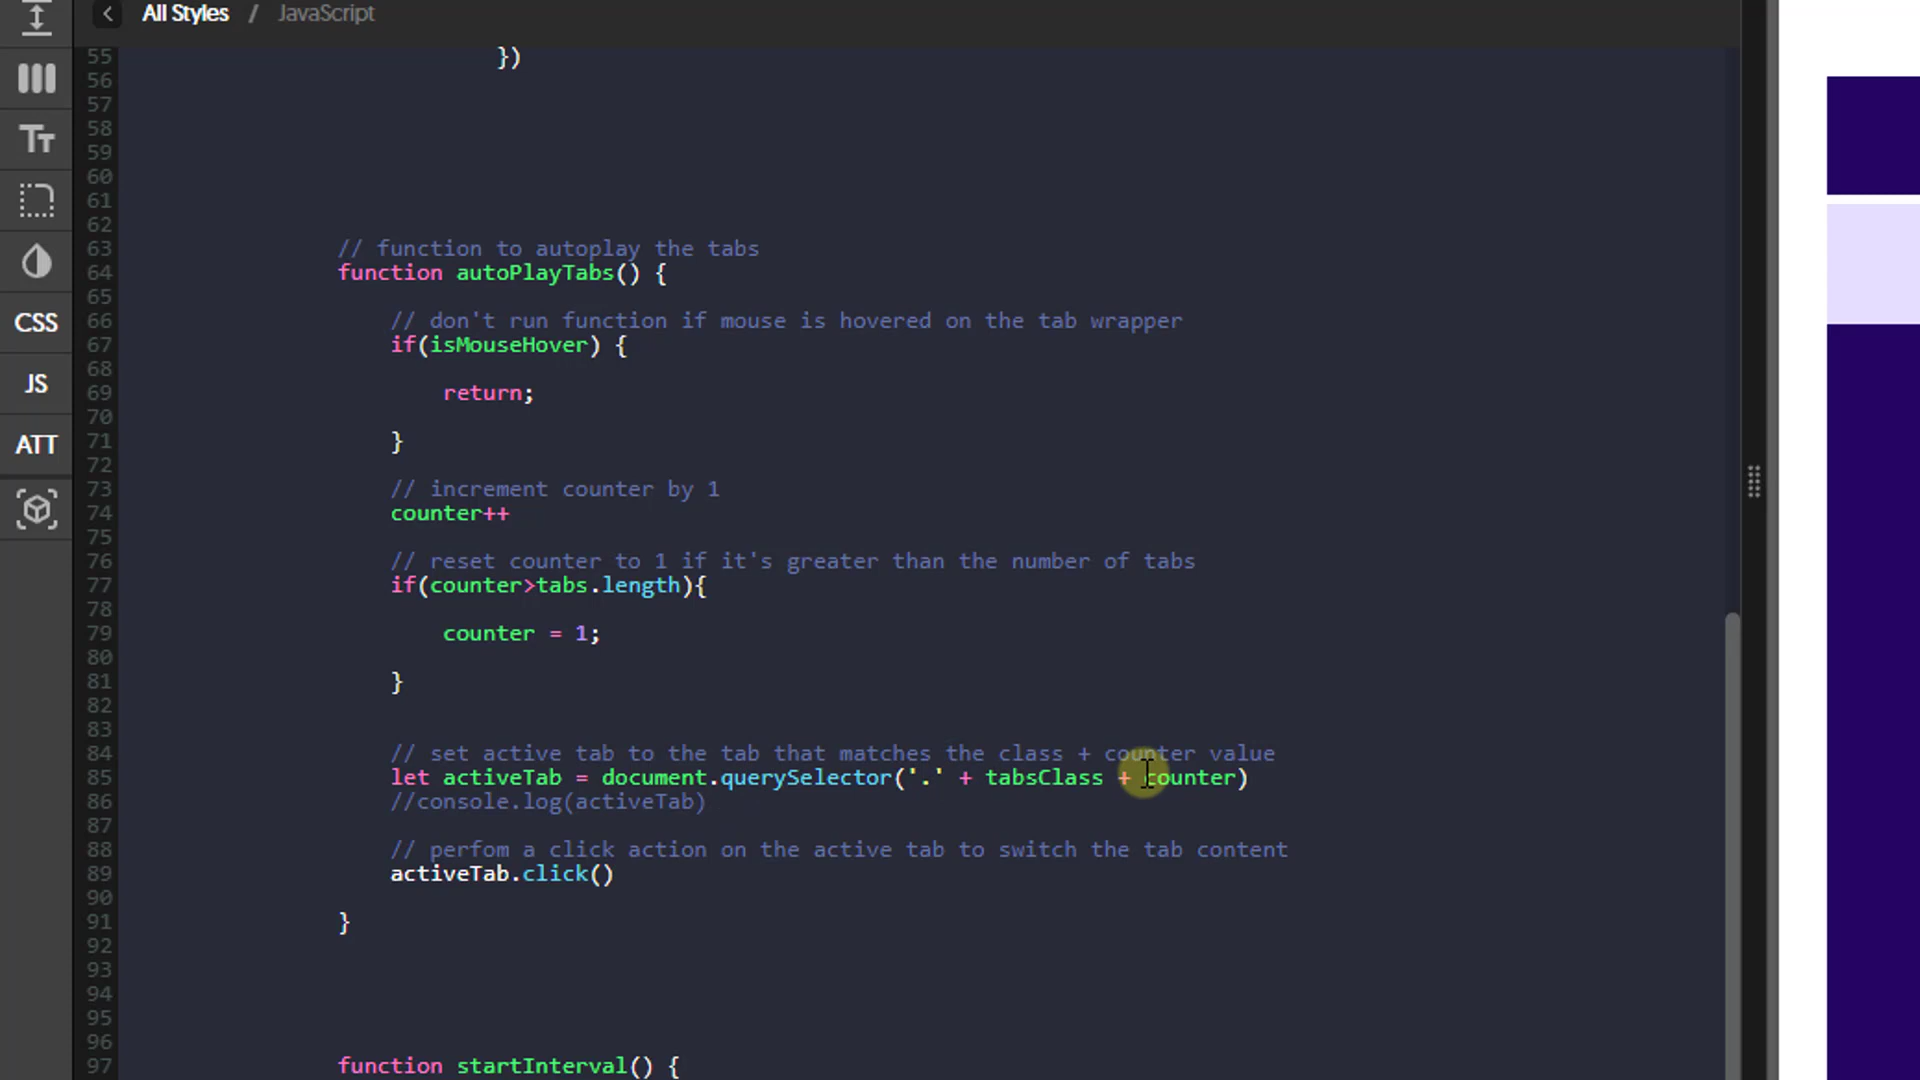 All Styles / JavaScript
Tт
CSS
JS
ATT
55 })
56
57
58
59
60
61
62
63 // function to autoplay the tabs
64 function autoPlayTabs() {
65
66 // don't run function if mouse is hovered on the tab wrapper
67 if(isMouseHover) {
68
69 return;
70
71 }
72
73 // increment counter by 1
74 counter++
75
76 // reset counter to 1 if it's greater than the number of tabs
77 if(counter>tabs.length){
78
79 counter = 1;
80
81 }
82
83
84 // set active tab to the tab that matches the class + counter value
85 let activeTab = document.querySelector('.' + tabsClass + counter)
86 //console.log(activeTab)
87
88 // perfom a click action on the active tab to switch the tab content
89 activeTab.click()
90
91 }
92
93
94
95
96
97 function startInterval() {